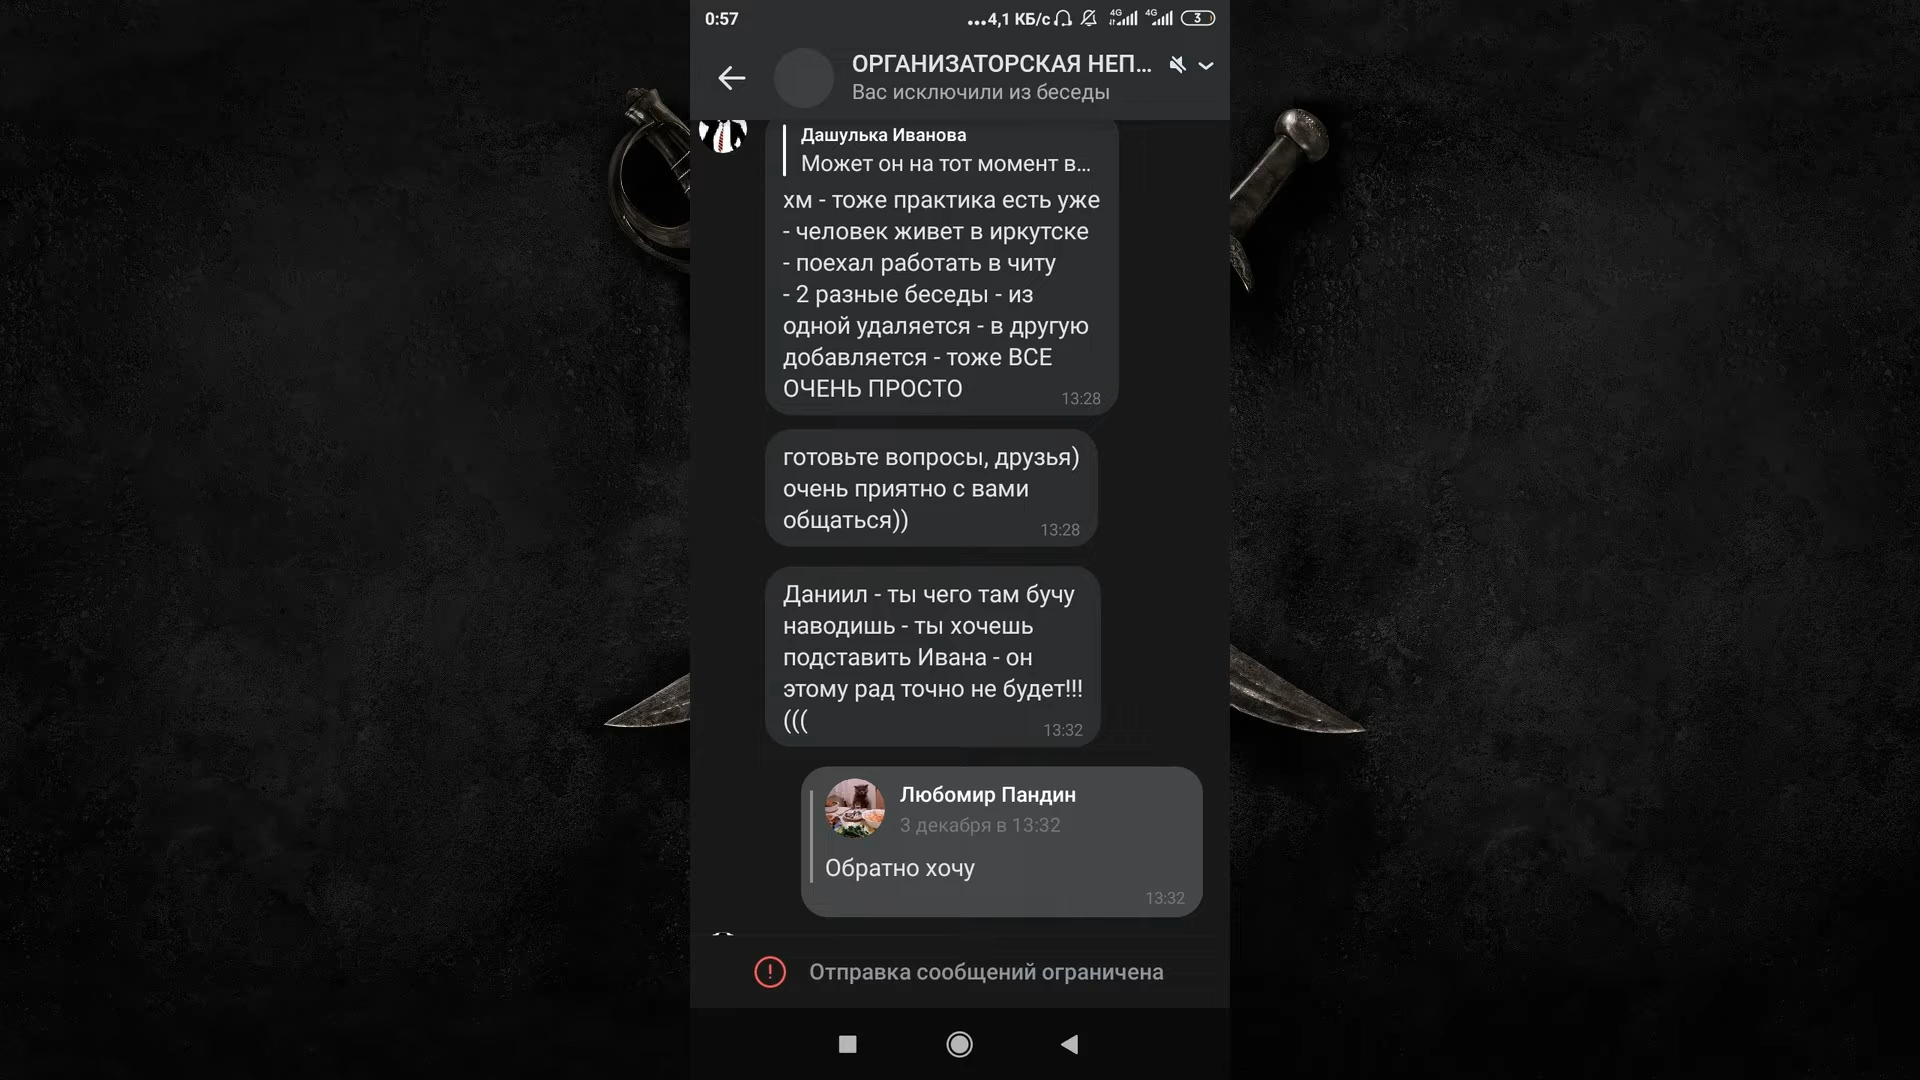 0:57
...4,1 КБ/с
4G
4G
3
ОРГАНИЗАТОРСКАЯ НЕП...
Вас исключили из беседы
Дашулька Иванова
Может он на тот момент в...
хм - тоже практика есть уже
- человек живет в иркутске
- поехал работать в читу
- 2 разные беседы - из
одной удаляется - в другую
добавляется - тоже ВСЕ
ОЧЕНЬ ПРОСТО
13:28
готовьте вопросы, друзья)
очень приятно с вами
общаться))
13:28
Даниил - ты чего там бучу
наводишь - ты хочешь
подставить Ивана - он
этому рад точно не будет!!!
(((
13:32
Любомир Пандин
3 декабря в 13:32
Обратно хочу
13:32
Отправка сообщений ограничена